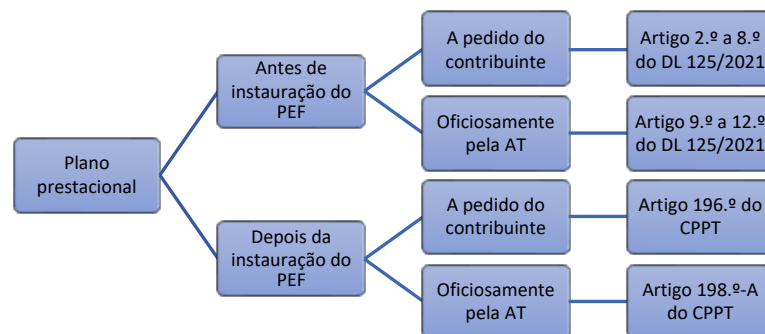 Plano
prestacional
Antes de
instauração do
PEF
A pedido do
contribuinte
Artigo 2.º a 8.º
do DL 125/2021
Oficiosamente
pela AT
Artigo 9.º a 12.º
do DL 125/2021
Depois da
instauração do
PEF
A pedido do
contribuinte
Artigo 196.º do
CPPT
Oficiosamente
pela AT
Artigo 198.º-A
do CPPT